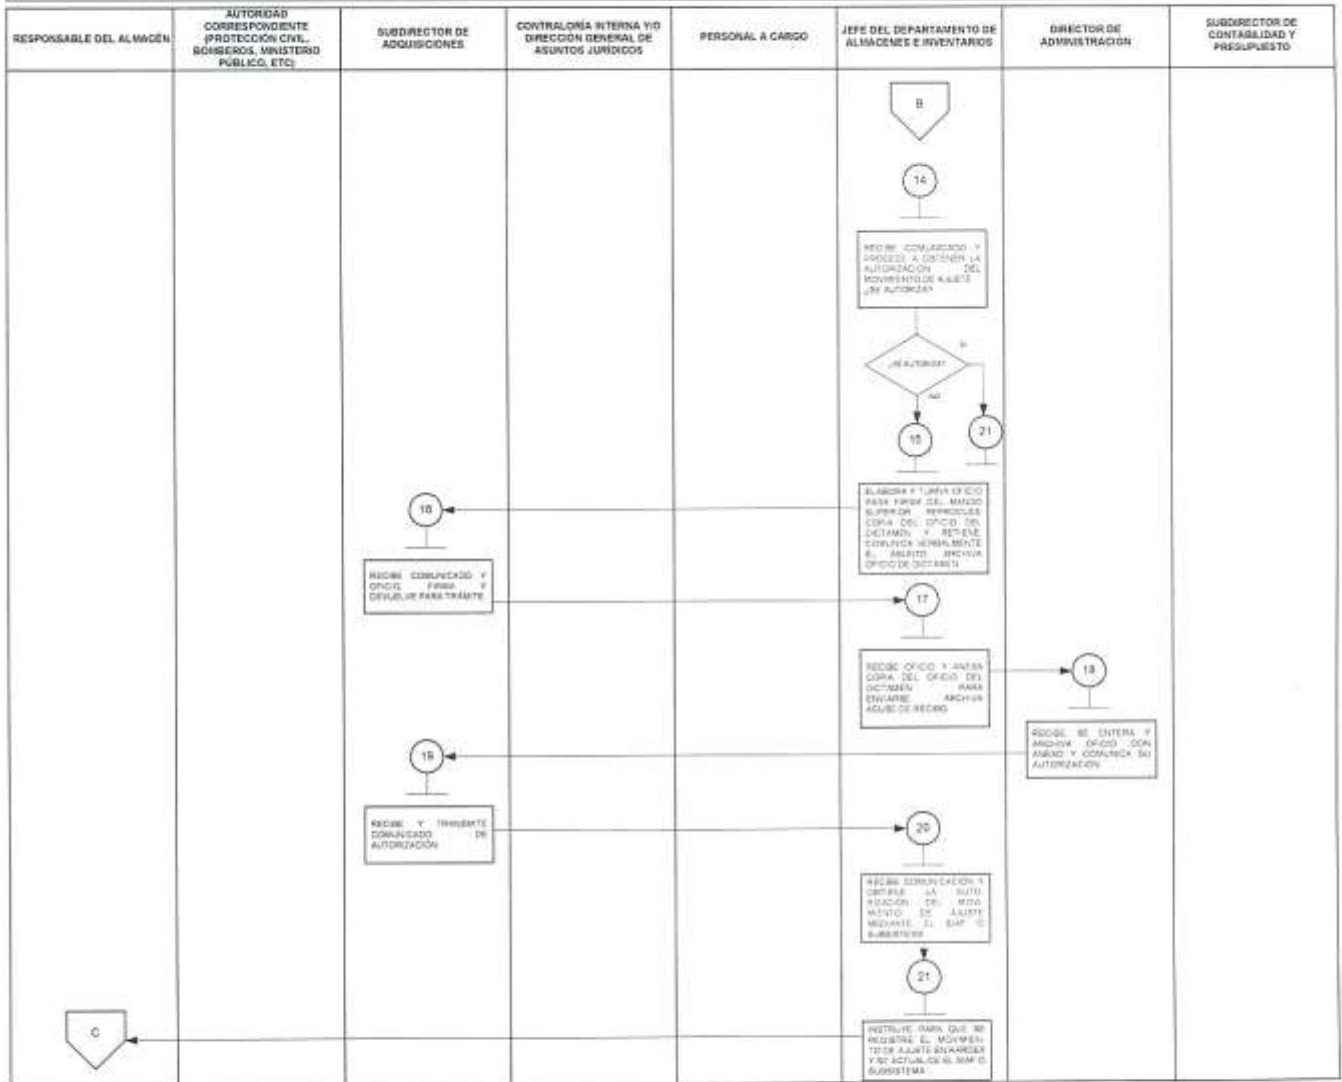 RESPONSABLE DEL ALMACÉN
AUTORIDAD
CORRESPONDIENTE
(PROTECCIÓN CIVIL,
BOMBEROS, MINISTERIO
PÚBLICO, ETC)
SUBDIRECTOR DE
ADQUISICIONES
CONTRALORÍA INTERNA Y/O
DIRECCIÓN GENERAL DE
ASUNTOS JURÍDICOS
PERSONAL A CARGO
JEFE DEL DEPARTAMENTO DE
ALMACENES E INVENTARIOS
DIRECTOR DE
ADMINISTRACIÓN
SUBDIRECTOR DE
CONTABILIDAD Y
PRESUPUESTO
B
14
RECIBE COMUNICADO Y
PROCEDE A OBTENER LA
AUTORIZACIÓN DEL
MOVIMIENTO DE AJUSTE
¿SE AUTORIZA?
¿SE AUTORIZA?
SI
NO
15
21
ELABORA Y TURNA OFICIO
PARA FIRMA DEL MANDO
SUPERIOR REPRODUCE
COPIA DEL OFICIO DEL
DICTAMEN Y RETIENE,
COMUNICA VERBALMENTE
EL ASUNTO ARCHIVA
OFICIO DE DICTAMEN
16
RECIBE COMUNICADO Y
OFICIO, FIRMA Y
DEVUELVE PARA TRÁMITE
17
RECIBE OFICIO Y ANEXA
COPIA DEL OFICIO DEL
DICTAMEN PARA
ENVIARSE ARCHIVA
ACUSE DE RECIBO
18
RECIBE, SE ENTERA Y
ARCHIVA OFICIO CON
ANEXO Y COMUNICA SU
AUTORIZACIÓN
19
RECIBE Y TRANSMITE
COMUNICADO DE
AUTORIZACIÓN
20
RECIBE COMUNICACIÓN Y
OBTIENE LA AUTO-
RIZACIÓN DEL MOVI-
MIENTO DE AJUSTE
MEDIANTE EL SIAF O
SUBSISTEMA
21
INSTRUYE PARA QUE SE
REGISTRE EL MOVIMIEN-
TO DE AJUSTE EN KARDEX
Y SE ACTUALICE EL SIAF O
SUBSISTEMA
C